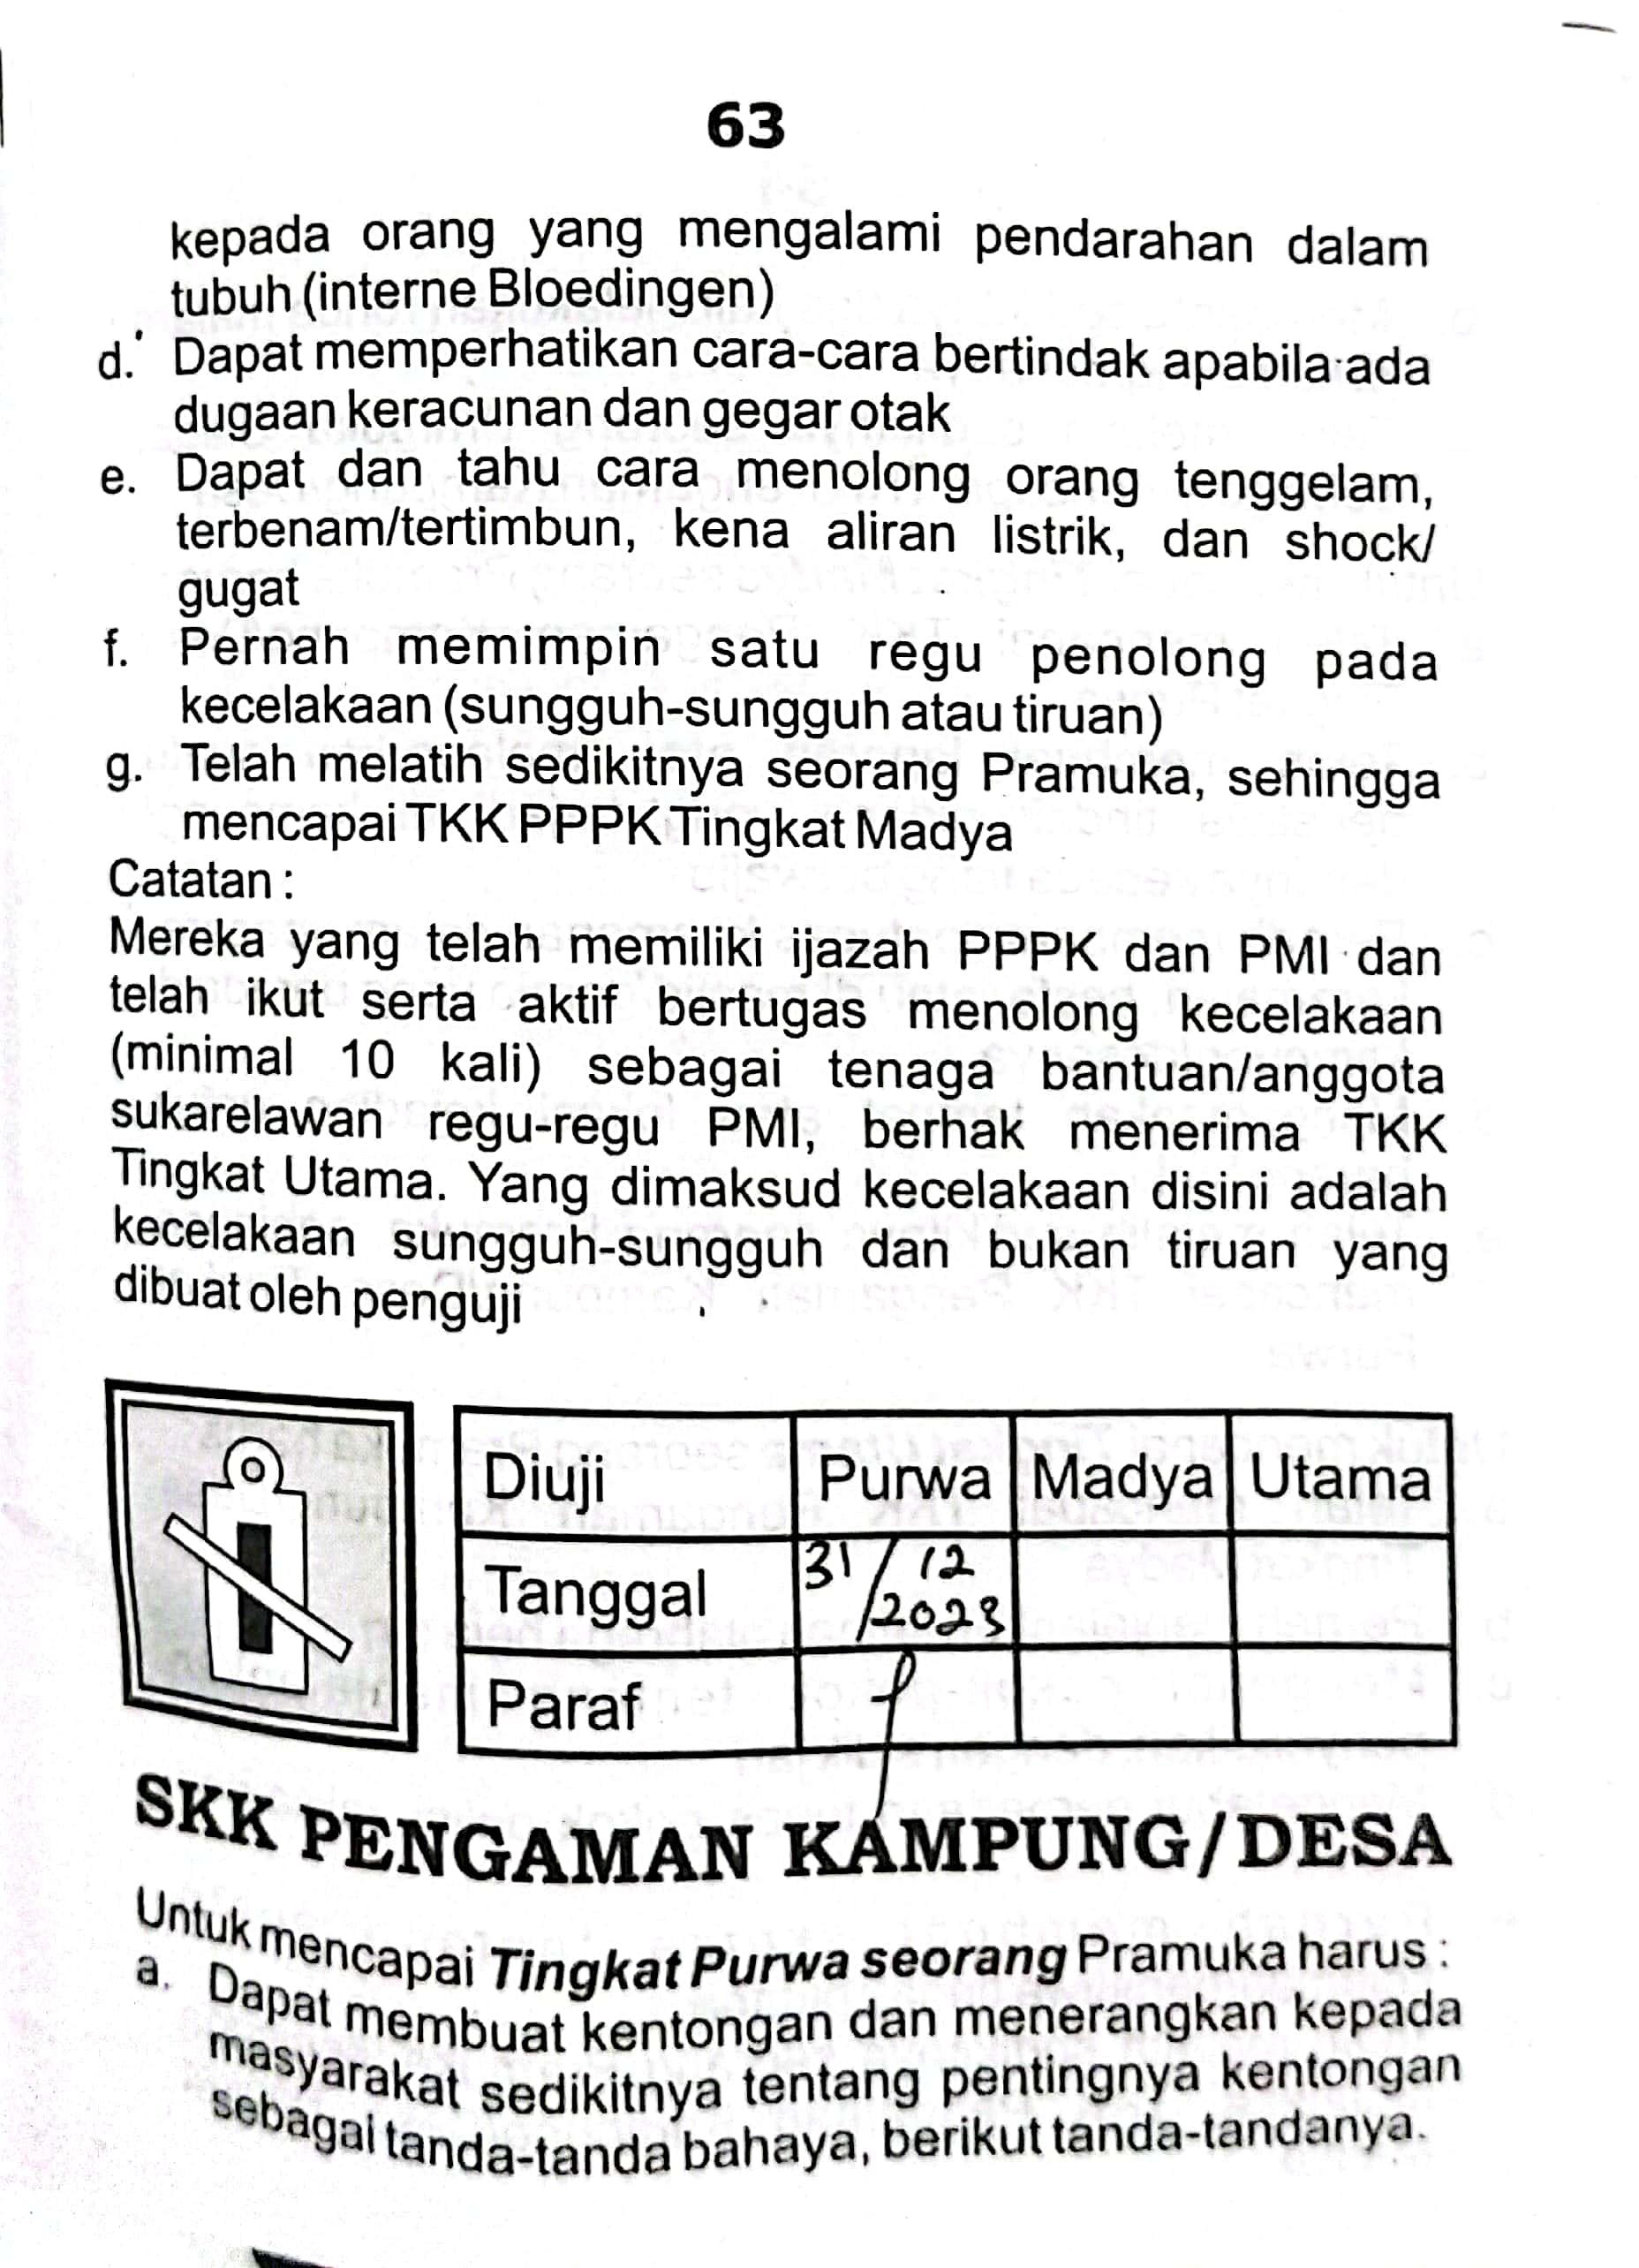 63
kepada orang yang mengalami pendarahan dalam
tubuh (interne Bloedingen)
d. Dapat memperhatikan cara-cara bertindak apabila ada
dugaan keracunan dan gegar otak
e. Dapat dan tahu cara menolong orang tenggelam,
terbenam/tertimbun, kena aliran listrik, dan shock/
gugat
f. Pernah memimpin satu regu penolong pada
kecelakaan (sungguh-sungguh atau tiruan)
g. Telah melatih sedikitnya seorang Pramuka, sehingga
mencapai TKK PPPK Tingkat Madya
Catatan :
Mereka yang telah memiliki ijazah PPPK dan PMI dan
telah ikut serta aktif bertugas menolong kecelakaan
(minimal 10 kali) sebagai tenaga bantuan/anggota
sukarelawan regu-regu PMI, berhak menerima TKK
Tingkat Utama. Yang dimaksud kecelakaan disini adalah
kecelakaan sungguh-sungguh dan bukan tiruan yang
dibuat oleh penguji
Diuji Purwa Madya Utama
Tanggal 31/12
/2023
Paraf
SKK PENGAMAN KAMPUNG/DESA
Untuk mencapai Tingkat Purwa seorang Pramuka harus :
a. Dapat membuat kentongan dan menerangkan kepada
masyarakat sedikitnya tentang pentingnya kentongan
sebagai tanda-tanda bahaya, berikut tanda-tandanya.